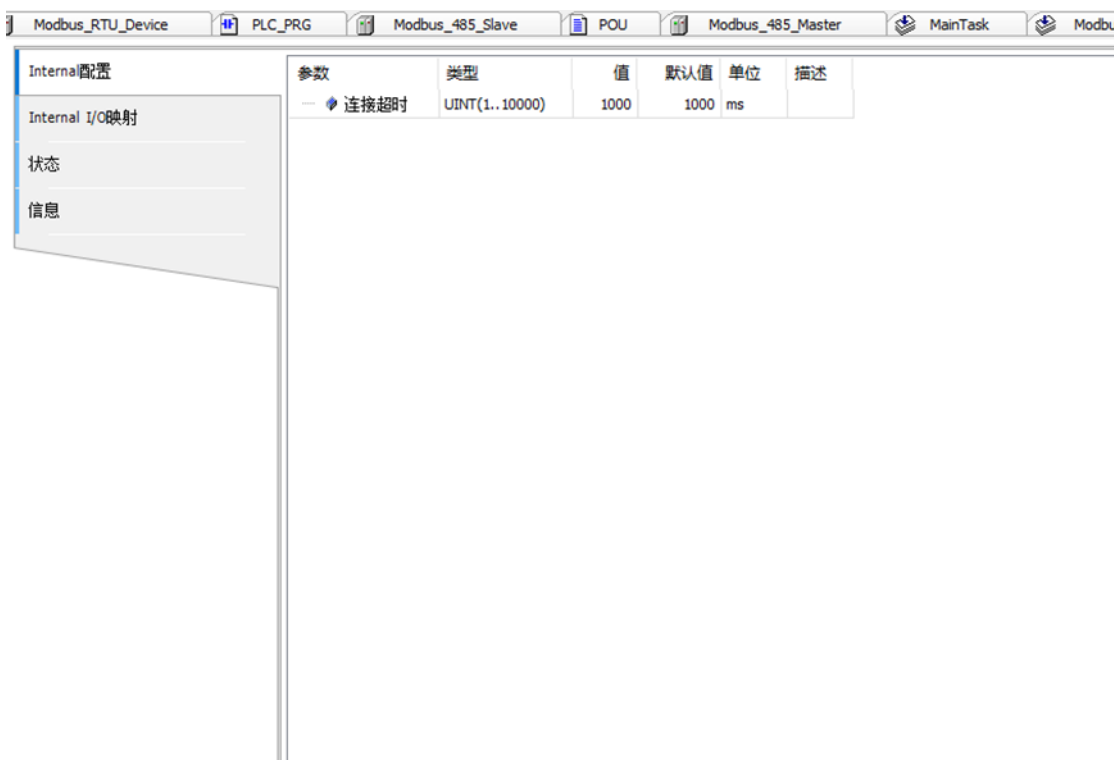 Modbus_RTU_Device PLC_PRG Modbus_485_Slave POU Modbus_485_Master MainTask Modbu
Internal配置
Internal I/O映射
状态
信息
参数 类型 值 默认值 单位 描述
连接超时 UINT(1..10000) 1000 1000 ms